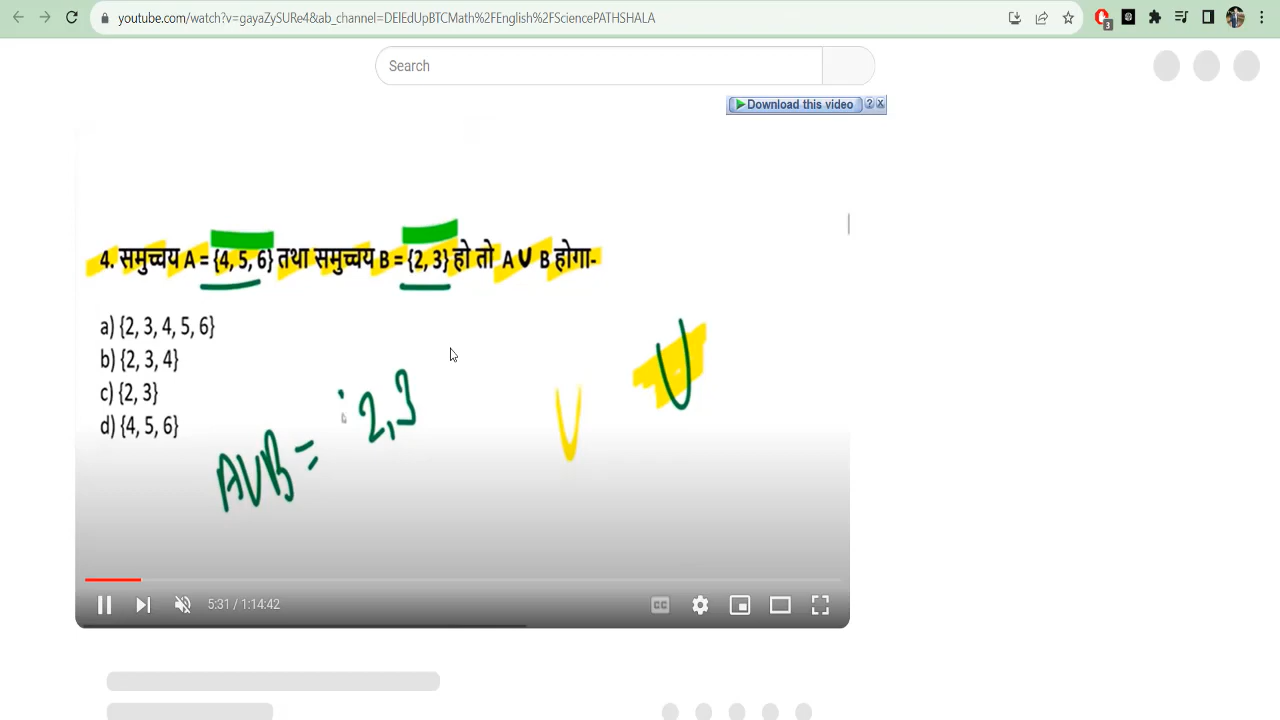 youtube.com/watch?v=gayaZySURe4&ab_channel=DElEdUpBTCMath%2FEnglish%2FSciencePATHSHALA
3
Search
Download this video ? x
4. समुच्चय A = {4, 5, 6} तथा समुच्चय B = {2, 3} हो तो A ∪ B होगा-
a) {2, 3, 4, 5, 6}
b) {2, 3, 4}
c) {2, 3}
d) {4, 5, 6}
A∪B = 2,3
∪
∪
5:31 / 1:14:42
CC